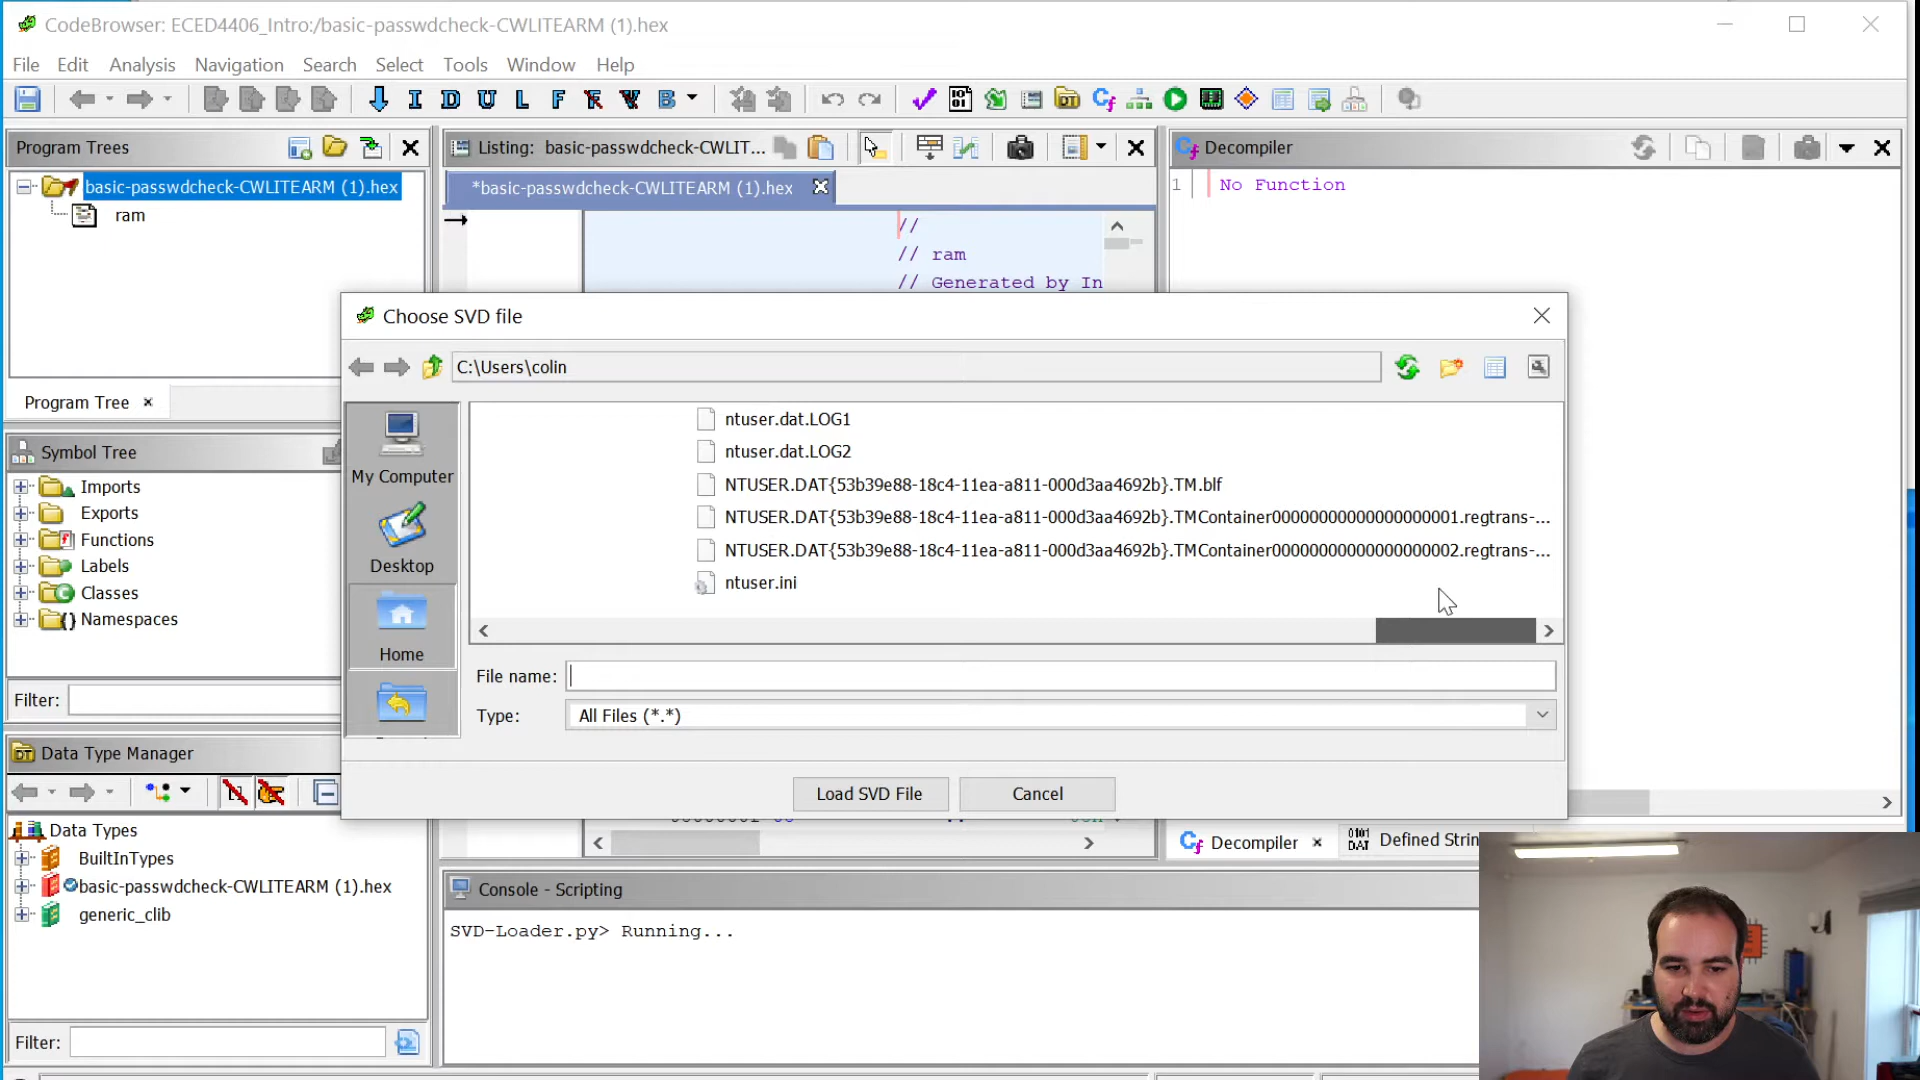 CodeBrowser: ECED4406_Intro:/basic-passwdcheck-CWLITEARM (1).hex
File Edit Analysis Navigation Search Select Tools Window Help
I D U L F B
Program Trees
basic-passwdcheck-CWLITEARM (1).hex
ram
Program Tree
Listing: basic-passwdcheck-CWLIT...
*basic-passwdcheck-CWLITEARM (1).hex
//
// ram
// Generated by In
Decompiler
1 No Function
Choose SVD file
C:\Users\colin
My Computer
Desktop
Home
ntuser.dat.LOG1
ntuser.dat.LOG2
NTUSER.DAT{53b39e88-18c4-11ea-a811-000d3aa4692b}.TM.blf
NTUSER.DAT{53b39e88-18c4-11ea-a811-000d3aa4692b}.TMContainer00000000000000000001.regtrans-...
NTUSER.DAT{53b39e88-18c4-11ea-a811-000d3aa4692b}.TMContainer00000000000000000002.regtrans-...
ntuser.ini
File name:
Type: All Files (*.*)
Load SVD File
Cancel
Symbol Tree
Imports
Exports
Functions
Labels
Classes
Namespaces
Filter:
Data Type Manager
Data Types
BuiltInTypes
basic-passwdcheck-CWLITEARM (1).hex
generic_clib
Filter:
Decompiler
Defined Strin
Console - Scripting
SVD-Loader.py> Running...